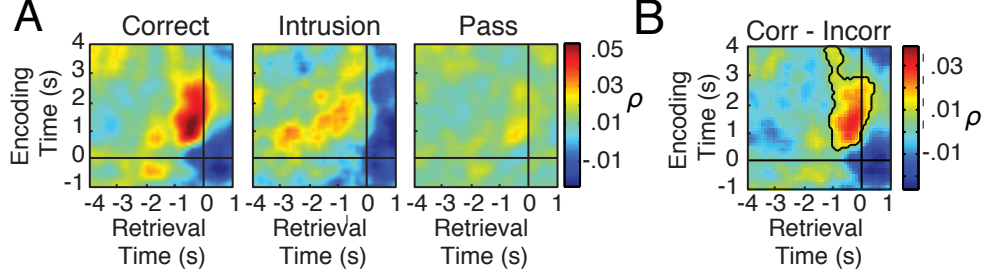 A
Correct
Intrusion
Pass
Encoding
Time (s)
4
3
2
1
0
-1
-4 -3 -2 -1 0 1
-4 -3 -2 -1 0 1
-4 -3 -2 -1 0 1
Retrieval
Time (s)
Retrieval
Time (s)
Retrieval
Time (s)
.05
.03
.01
-.01
ρ
B
Corr - Incorr
Encoding
Time (s)
4
3
2
1
0
-1
-4 -3 -2 -1 0 1
Retrieval
Time (s)
.03
.01
-.01
ρ